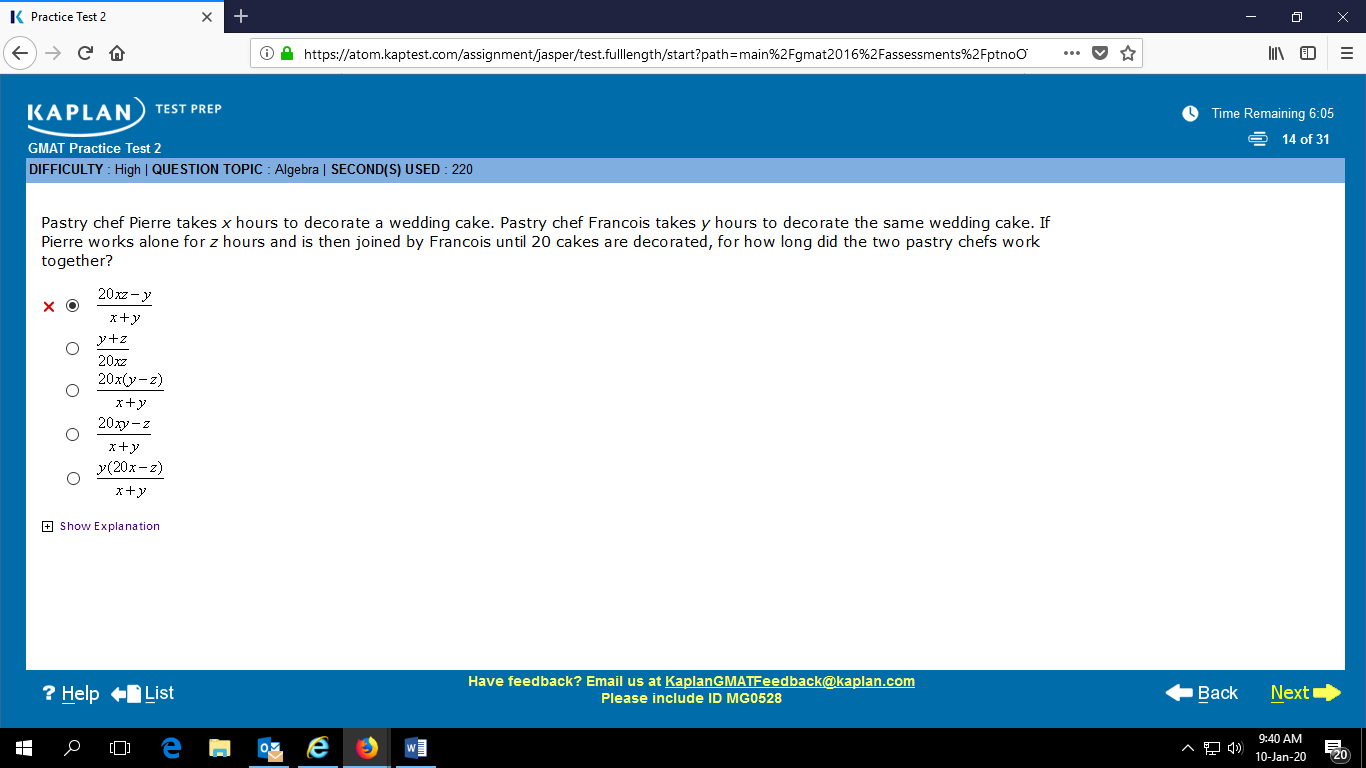 Practice Test 2
https://atom.kaptest.com/assignment/jasper/test.fulllength/start?path=main%2Fgmat2016%2Fassessments%2FptnoO
KAPLAN TEST PREP
Time Remaining 6:05
GMAT Practice Test 2
14 of 31
DIFFICULTY : High | QUESTION TOPIC : Algebra | SECOND(S) USED : 220
Pastry chef Pierre takes x hours to decorate a wedding cake. Pastry chef Francois takes y hours to decorate the same wedding cake. If
Pierre works alone for z hours and is then joined by Francois until 20 cakes are decorated, for how long did the two pastry chefs work
together?
20xz – y
x+y
y+z
20xz
20x(y – z)
x+y
20xy – z
x+y
y(20x – z)
x+y
Show Explanation
? Help List
Have feedback? Email us at KaplanGMATFeedback@kaplan.com
Please include ID MG0528
Back Next
9:40 AM
10-Jan-20
20